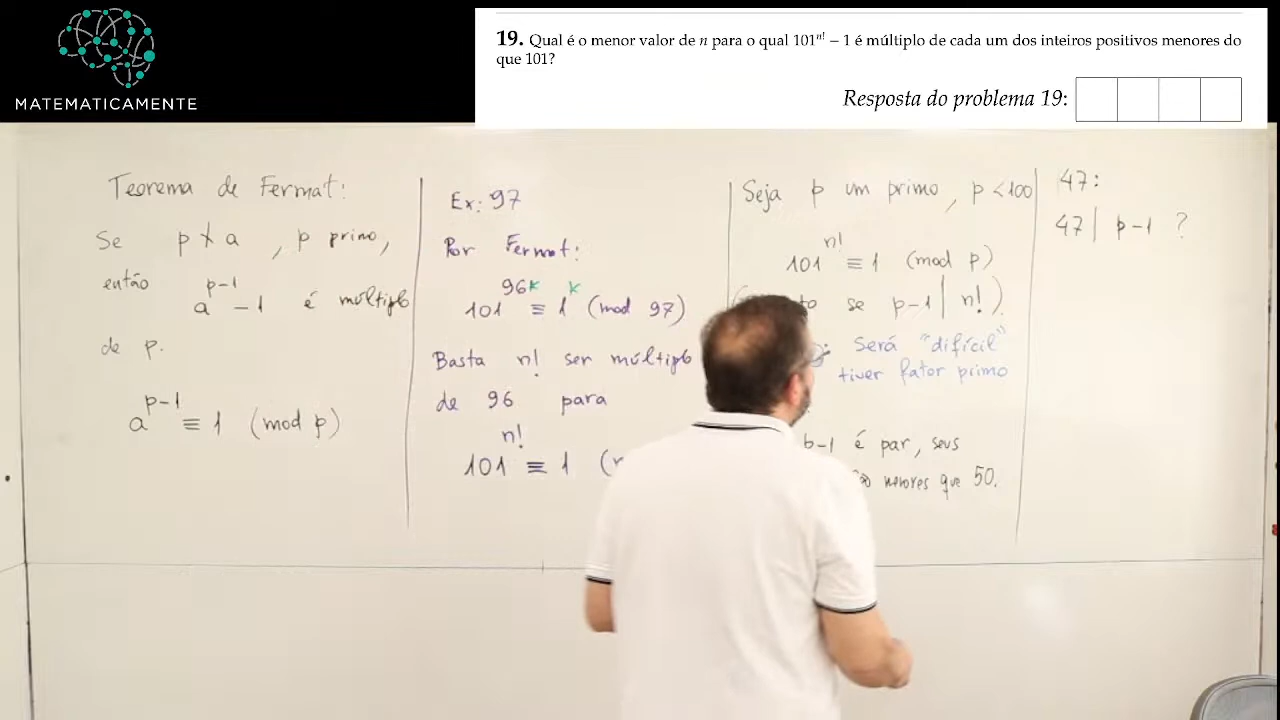 MATEMATICAMENTE
19. Qual é o menor valor de n para o qual 101^{n!} − 1 é múltiplo de cada um dos inteiros positivos menores do
que 101?
Resposta do problema 19:
Teorema de Fermat:
Se p ∤ a, p primo,
então a^{p-1} - 1 é múltiplo
de p.
a^{p-1} ≡ 1 (mod p)
Ex: 97
Por Fermat:
101^{96k} ≡ 1^k (mod 97)
Basta n! ser múltiplo
de 96 para
101^{n!} ≡ 1 (
Seja p um primo, p < 100
101^{n!} ≡ 1 (mod p)
se p-1 | n!).
Será "difícil"
tiver fator primo
p-1 é par, seus
menores que 50.
47:
47 | p-1 ?